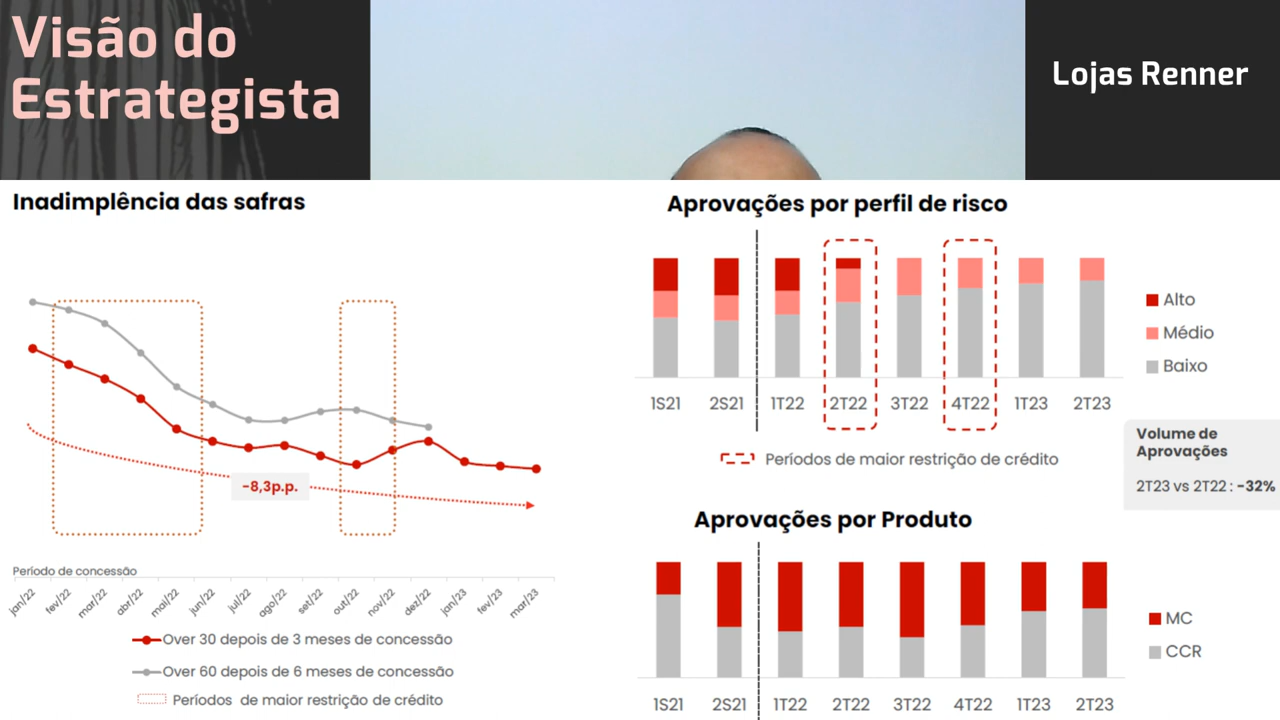 Visão do
Estrategista
Lojas Renner
Inadimplência das safras
-8,3p.p.
Período de concessão
jan/22 fev/22 mar/22 abr/22 mai/22 jun/22 jul/22 ago/22 set/22 out/22 nov/22 dez/22 jan/23 fev/23 mar/23
Over 30 depois de 3 meses de concessão
Over 60 depois de 6 meses de concessão
Períodos de maior restrição de crédito
Aprovações por perfil de risco
Alto
Médio
Baixo
1S21 2S21 1T22 2T22 3T22 4T22 1T23 2T23
Períodos de maior restrição de crédito
Volume de
Aprovações
2T23 vs 2T22 : -32%
Aprovações por Produto
MC
CCR
1S21 2S21 1T22 2T22 3T22 4T22 1T23 2T23